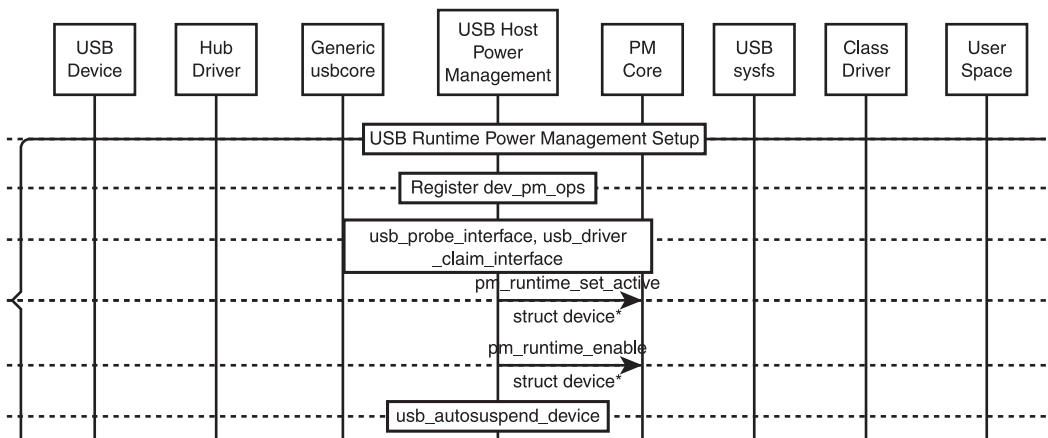 USB
Device
Hub
Driver
Generic
usbcore
USB Host
Power
Management
PM
Core
USB
sysfs
Class
Driver
User
Space
USB Runtime Power Management Setup
Register dev_pm_ops
usb_probe_interface, usb_driver
_claim_interface
pm_runtime_set_active
struct device*
pm_runtime_enable
struct device*
usb_autosuspend_device